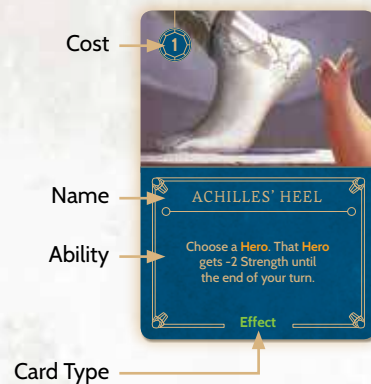 Cost
1
Name
ACHILLES’ HEEL
Ability
Choose a Hero. That Hero
gets -2 Strength until
the end of your turn.
Effect
Card Type